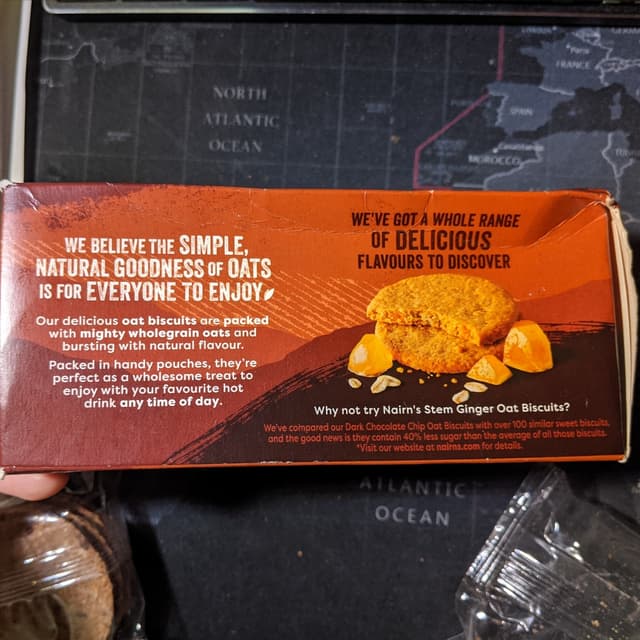 NORTH
ATLANTIC
OCEAN
FRANCE
SPAIN
MOROCCO
WE BELIEVE THE SIMPLE,
NATURAL GOODNESS OF OATS
IS FOR EVERYONE TO ENJOY
Our delicious oat biscuits are packed
with mighty wholegrain oats and
bursting with natural flavour.
Packed in handy pouches, they're
perfect as a wholesome treat to
enjoy with your favourite hot
drink any time of day.
WE'VE GOT A WHOLE RANGE
OF DELICIOUS
FLAVOURS TO DISCOVER
Why not try Nairn's Stem Ginger Oat Biscuits?
We've compared our Dark Chocolate Chip Oat Biscuits with over 100 similar sweet biscuits,
and the good news is they contain 40% less sugar than the average of all those biscuits.
*Visit our website at nairns.com for details.
ATLANTIC
OCEAN